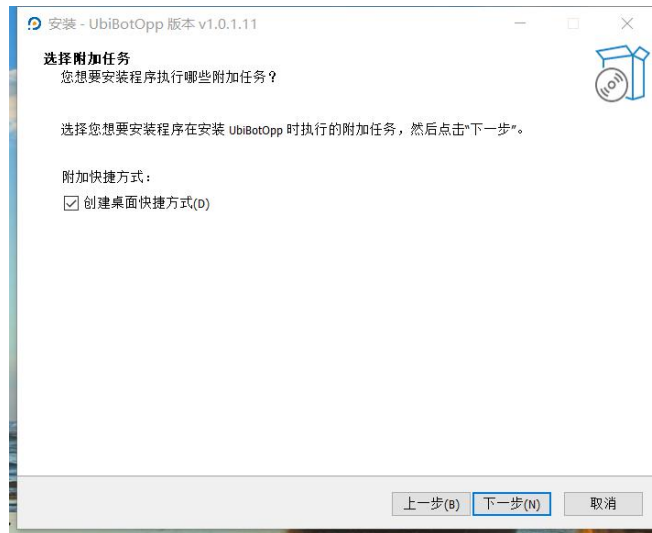 安装 - UbiBotOpp 版本 v1.0.1.11
选择附加任务
您想要安装程序执行哪些附加任务？
选择您想要安装程序在安装 UbiBotOpp 时执行的附加任务，然后点击“下一步”。
附加快捷方式：
创建桌面快捷方式(D)
上一步(B) 下一步(N) 取消